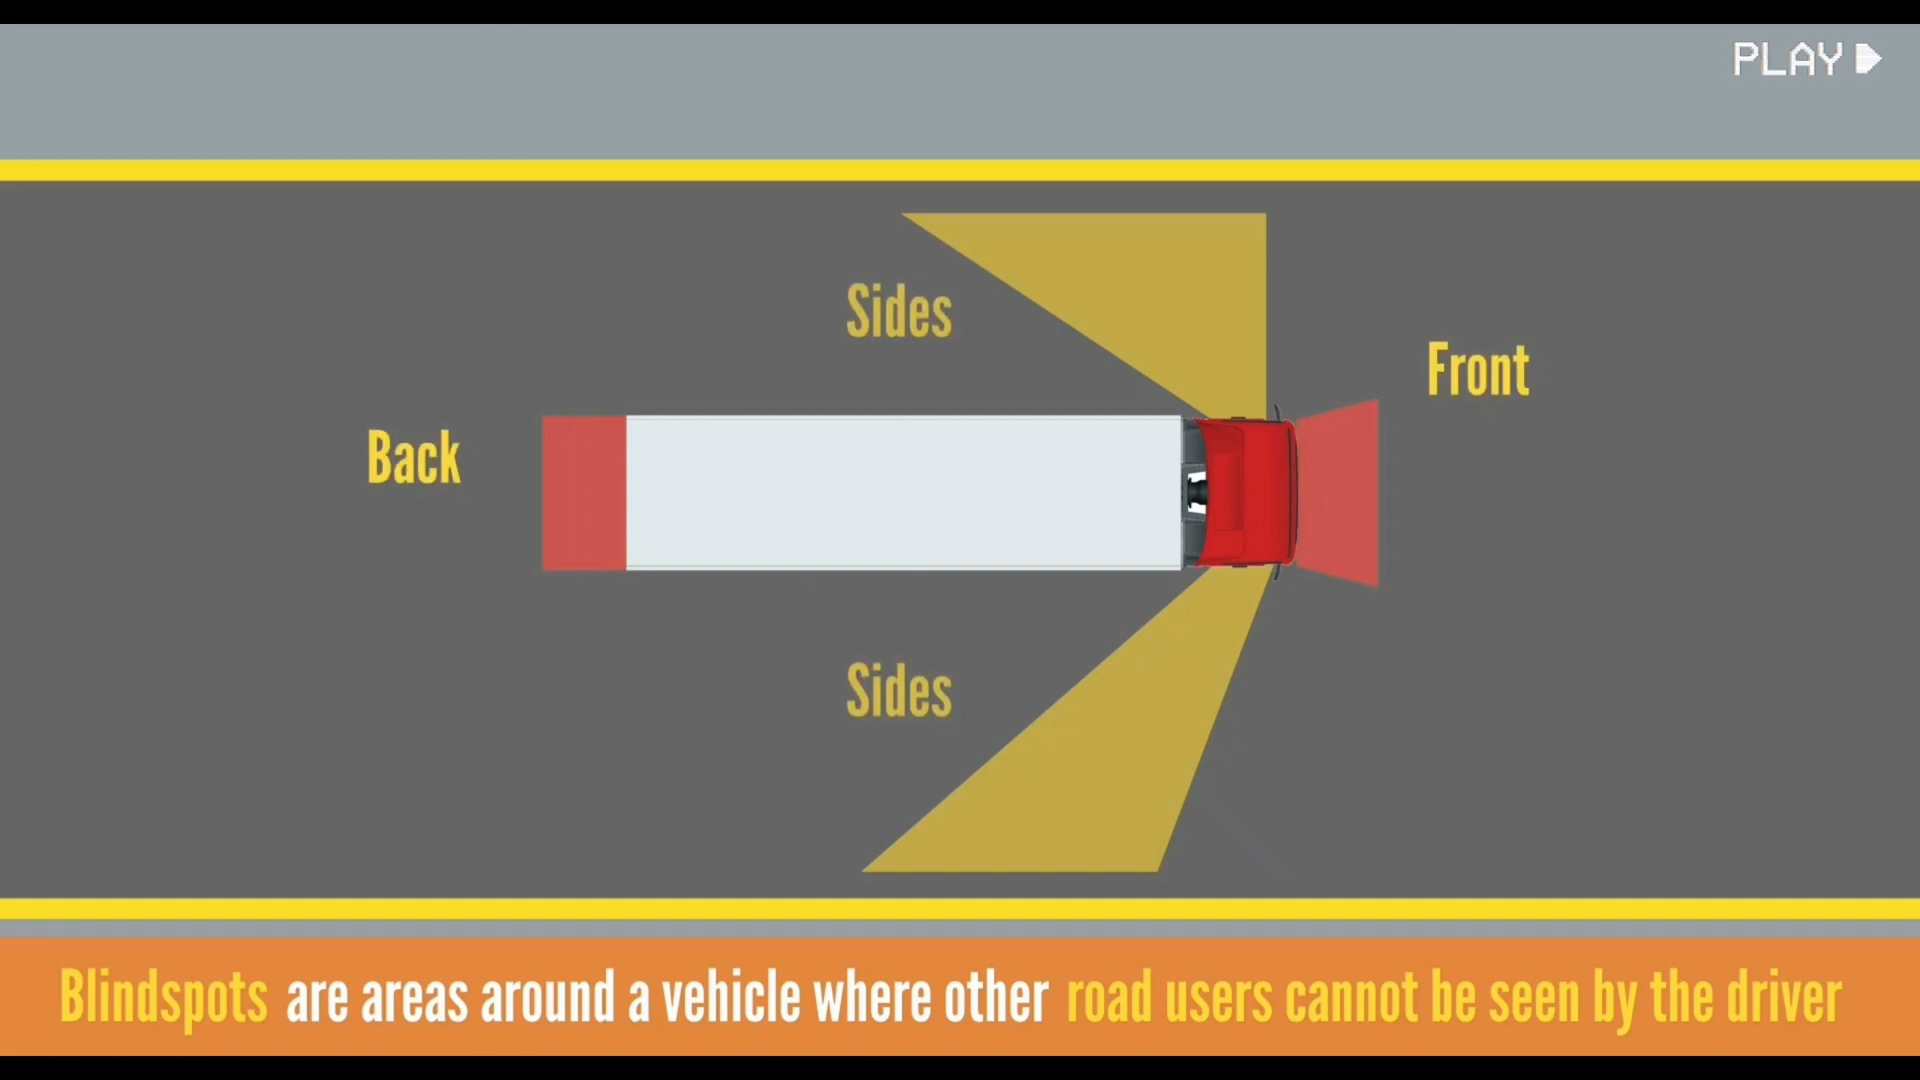 PLAY
Sides
Front
Back
Sides
Blindspots are areas around a vehicle where other road users cannot be seen by the driver